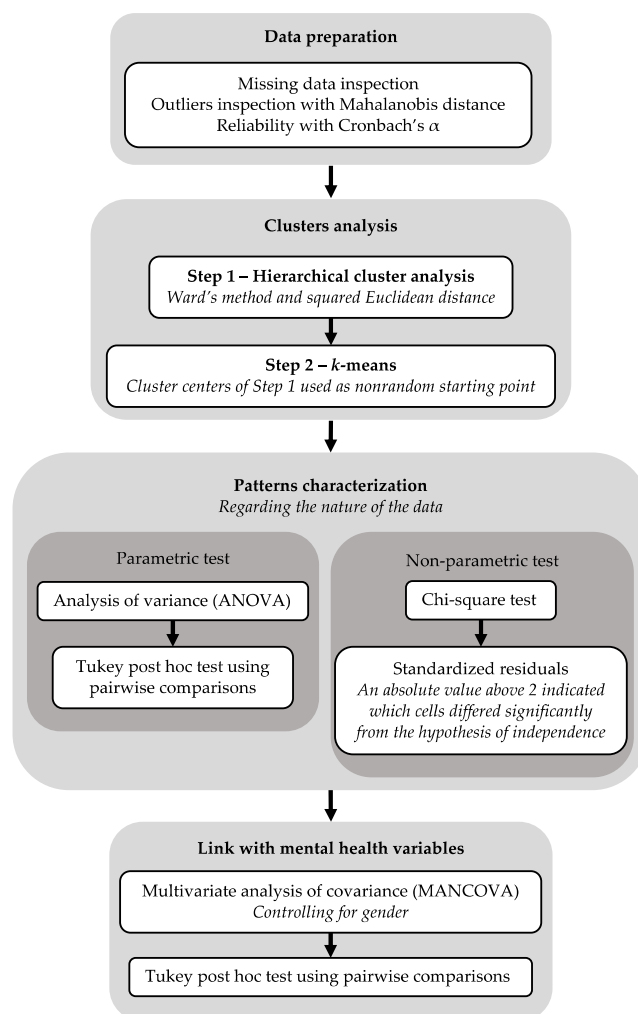 Data preparation
Missing data inspection
Outliers inspection with Mahalanobis distance
Reliability with Cronbach's α
Clusters analysis
Step 1 – Hierarchical cluster analysis
Ward's method and squared Euclidean distance
Step 2 – k-means
Cluster centers of Step 1 used as nonrandom starting point
Patterns characterization
Regarding the nature of the data
Parametric test
Analysis of variance (ANOVA)
Tukey post hoc test using
pairwise comparisons
Non-parametric test
Chi-square test
Standardized residuals
An absolute value above 2 indicated
which cells differed significantly
from the hypothesis of independence
Link with mental health variables
Multivariate analysis of covariance (MANCOVA)
Controlling for gender
Tukey post hoc test using pairwise comparisons